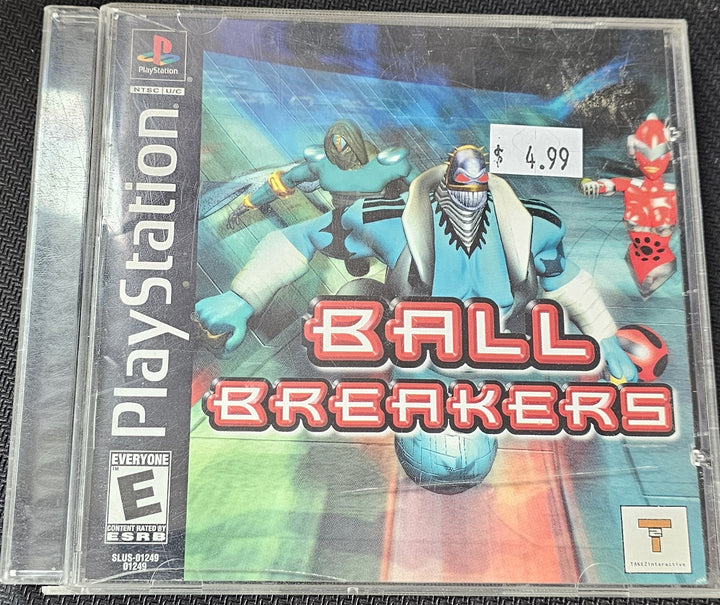 PlayStation
NTSC U/C
PlayStation
$ 4.99
BALL
BREAKERS
EVERYONE
E
CONTENT RATED BY
ESRB
SLUS-01249
01249
T
TAKE2Interactive